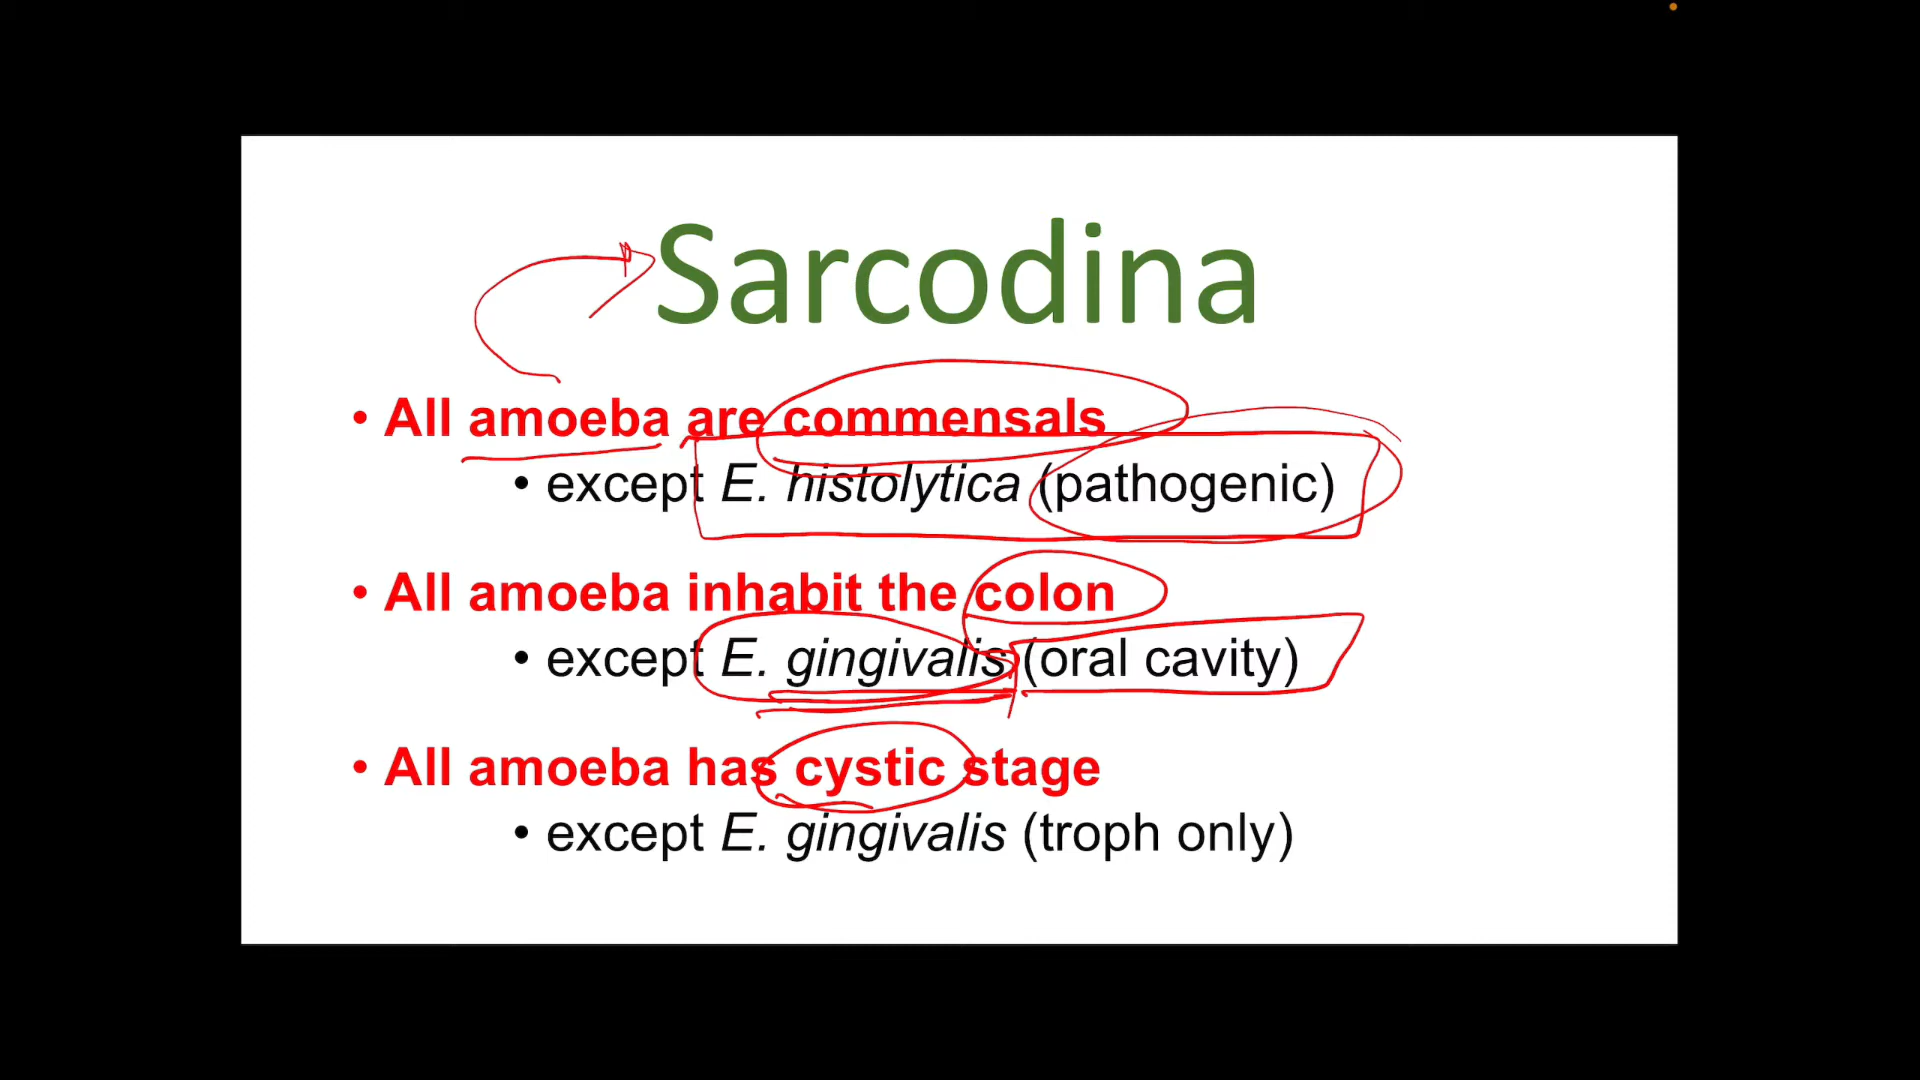 Sarcodina
• All amoeba are commensals
• except E. histolytica (pathogenic)
• All amoeba inhabit the colon
• except E. gingivalis (oral cavity)
• All amoeba has cystic stage
• except E. gingivalis (troph only)